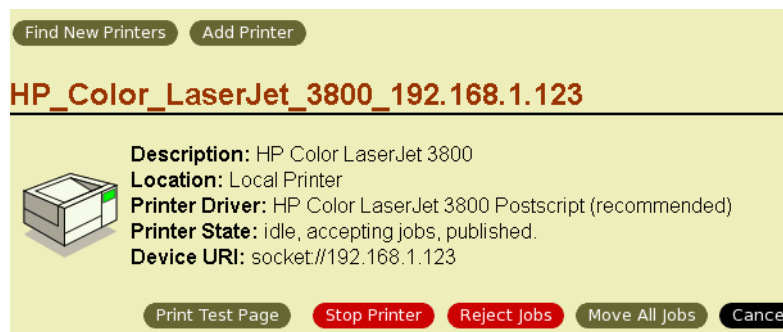 Find New Printers Add Printer
HP_Color_LaserJet_3800_192.168.1.123
Description: HP Color LaserJet 3800
Location: Local Printer
Printer Driver: HP Color LaserJet 3800 Postscript (recommended)
Printer State: idle, accepting jobs, published.
Device URI: socket://192.168.1.123
Print Test Page Stop Printer Reject Jobs Move All Jobs Cance